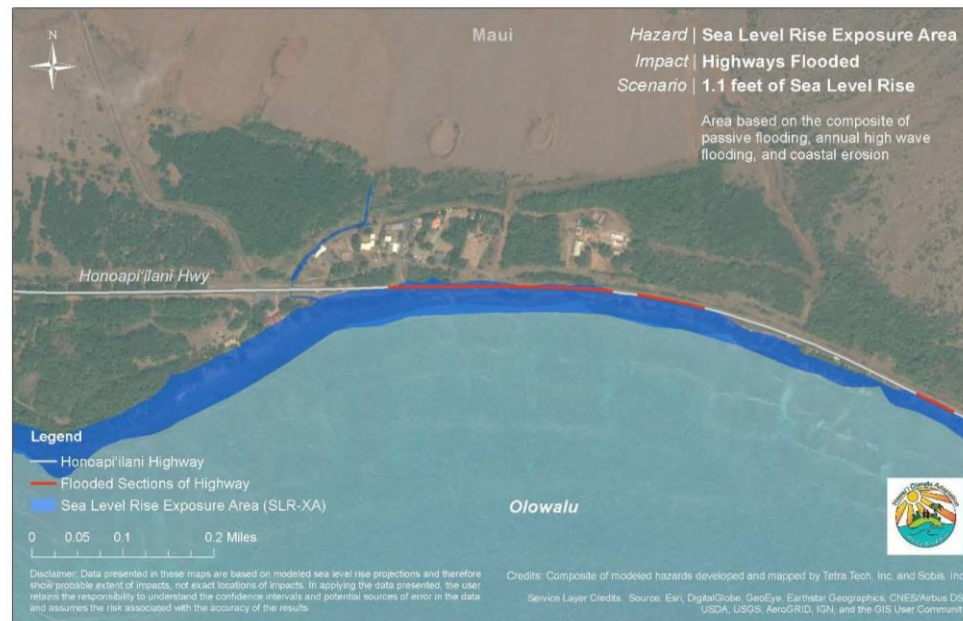 N
Maui
Hazard | Sea Level Rise Exposure Area
Impact | Highways Flooded
Scenario | 1.1 feet of Sea Level Rise
Area based on the composite of
passive flooding, annual high wave
flooding, and coastal erosion
Honoapi'ilani Hwy
Legend
Honoapi'ilani Highway
Flooded Sections of Highway
Sea Level Rise Exposure Area (SLR-XA)
0 0.05 0.1 0.2 Miles
Olowalu
Hawai'i Climate Adaptation
Disclaimer: Data presented in these maps are based on modeled sea level rise projections and therefore
show probable extent of impacts, not exact locations of impacts. In applying the data presented, the user
retains the responsibility to understand the confidence intervals and potential sources of error in the data
and assumes the risk associated with the accuracy of the results.
Credits: Composite of modeled hazards developed and mapped by Tetra Tech, Inc. and Sobis, Inc
Service Layer Credits: Source: Esri, DigitalGlobe, GeoEye, Earthstar Geographics, CNES/Airbus DS,
USDA, USGS, AeroGRID, IGN, and the GIS User Communit